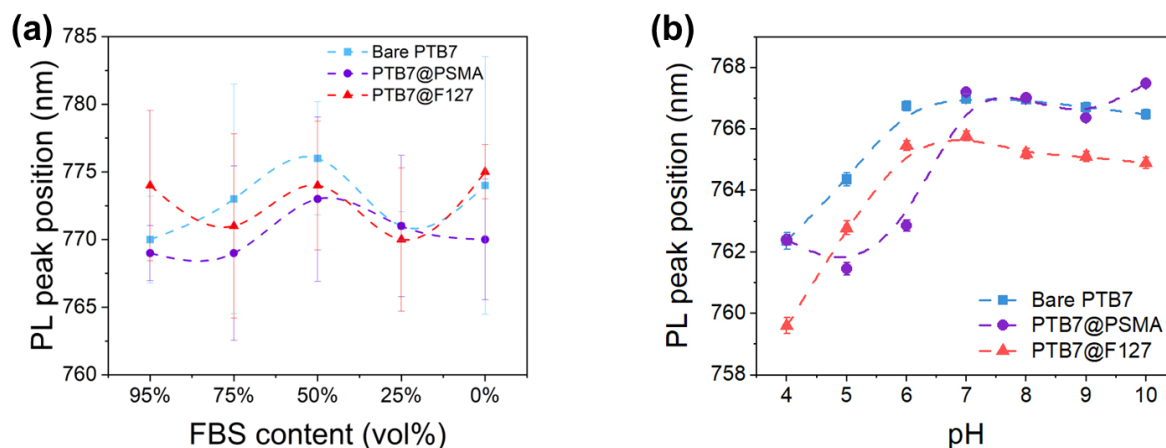 (a)
785
780
775
770
765
760
PL peak position (nm)
Bare PTB7
PTB7@PSMA
PTB7@F127
95% 75% 50% 25% 0%
FBS content (vol%)
(b)
768
766
764
762
760
758
PL peak position (nm)
Bare PTB7
PTB7@PSMA
PTB7@F127
4 5 6 7 8 9 10
pH